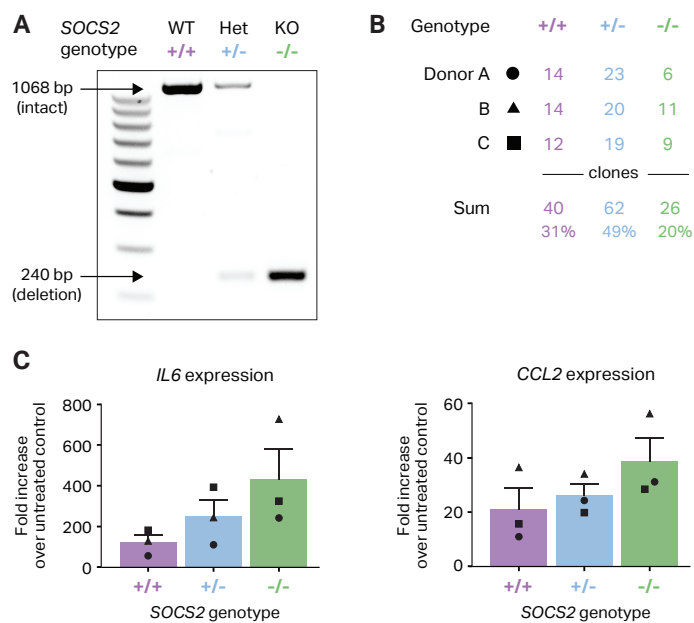 A
SOCS2 genotype
WT Het KO
+/+ +/- -/-
1068 bp
(intact)
240 bp
(deletion)
B
Genotype +/+ +/- -/-
Donor A 14 23 6
B 14 20 11
C 12 19 9
clones
Sum 40 62 26
31% 49% 20%
C
IL6 expression
Fold increase
over untreated control
800
600
400
200
0
+/+ +/- -/-
SOCS2 genotype
CCL2 expression
Fold increase
over untreated control
60
40
20
0
+/+ +/- -/-
SOCS2 genotype